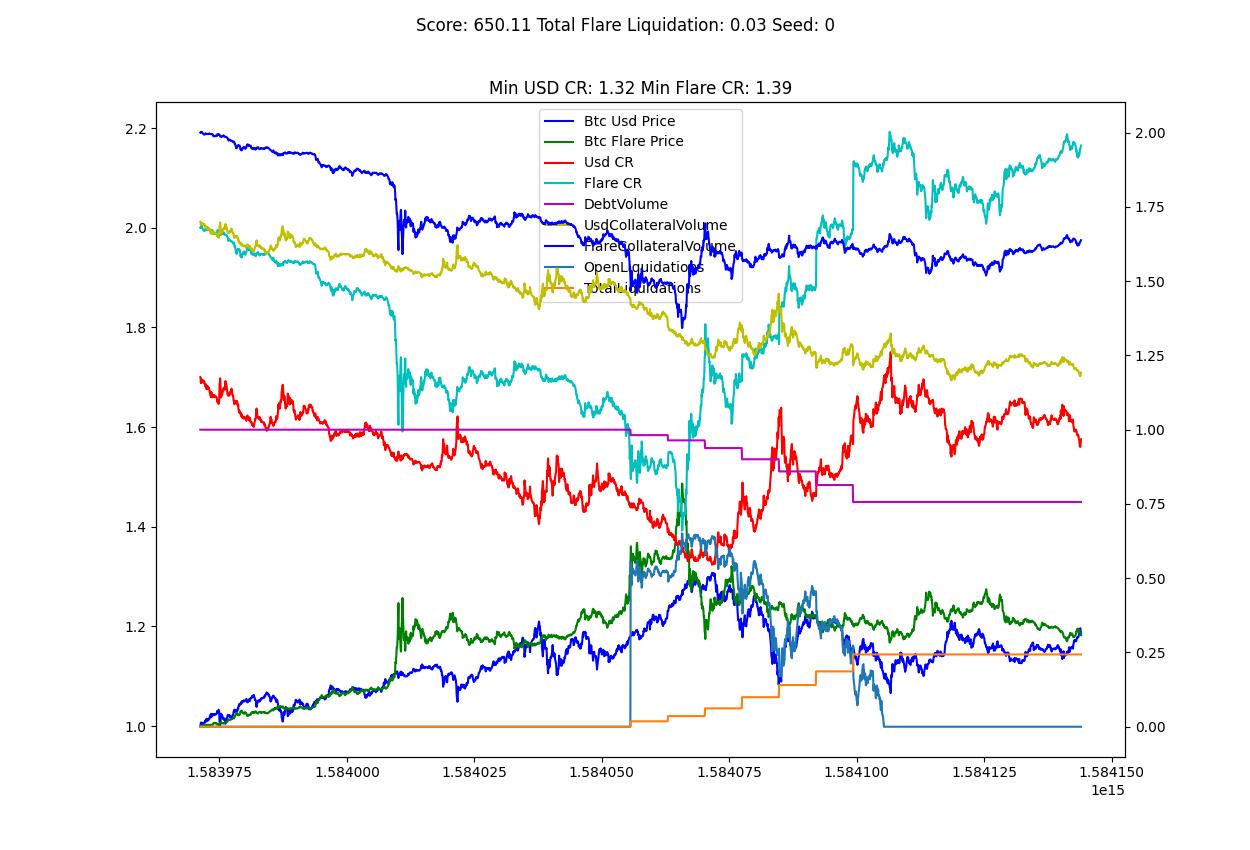 Score: 650.11 Total Flare Liquidation: 0.03 Seed: 0
Min USD CR: 1.32 Min Flare CR: 1.39
Btc Usd Price
Btc Flare Price
Usd CR
Flare CR
DebtVolume
UsdCollateralVolume
FlareCollateralVolume
OpenLiquidations
TotalLiquidations
2.2
2.0
1.8
1.6
1.4
1.2
1.0
2.00
1.75
1.50
1.25
1.00
0.75
0.50
0.25
0.00
1.583975 1.584000 1.584025 1.584050 1.584075 1.584100 1.584125 1.584150
1e15